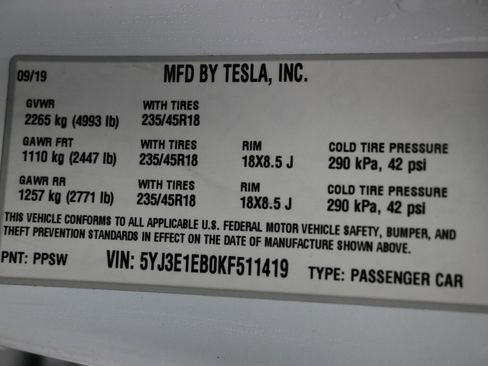 09/19 MFD BY TESLA, INC.
GVWR WITH TIRES
2265 kg (4993 lb) 235/45R18
GAWR FRT WITH TIRES RIM COLD TIRE PRESSURE
1110 kg (2447 lb) 235/45R18 18X8.5 J 290 kPa, 42 psi
GAWR RR WITH TIRES RIM COLD TIRE PRESSURE
1257 kg (2771 lb) 235/45R18 18X8.5 J 290 kPa, 42 psi
THIS VEHICLE CONFORMS TO ALL APPLICABLE U.S. FEDERAL MOTOR VEHICLE SAFETY, BUMPER, AND
THEFT PREVENTION STANDARDS IN EFFECT ON THE DATE OF MANUFACTURE SHOWN ABOVE.
PNT: PPSW VIN: 5YJ3E1EB0KF511419 TYPE: PASSENGER CAR